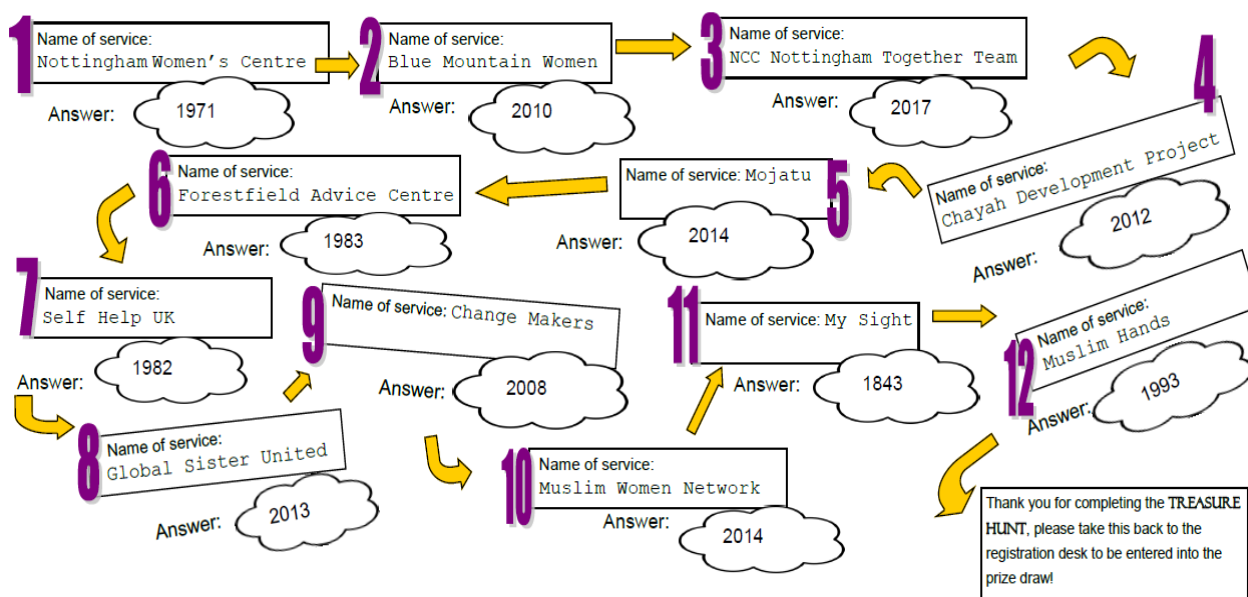 1
Name of service:
Nottingham Women's Centre
Answer:
1971
2
Name of service:
Blue Mountain Women
Answer:
2010
3
Name of service:
NCC Nottingham Together Team
Answer:
2017
4
Name of service:
Chayah Development Project
Answer:
2012
5
Name of service: Mojatu
Answer:
2014
6
Name of service:
Forestfield Advice Centre
Answer:
1983
7
Name of service:
Self Help UK
Answer:
1982
8
Name of service:
Global Sister United
Answer:
2013
9
Name of service: Change Makers
Answer:
2008
10
Name of service:
Muslim Women Network
Answer:
2014
11
Name of service: My Sight
Answer:
1843
12
Name of service:
Muslim Hands
Answer:
1993
Thank you for completing the TREASURE
HUNT, please take this back to the
registration desk to be entered into the
prize draw!